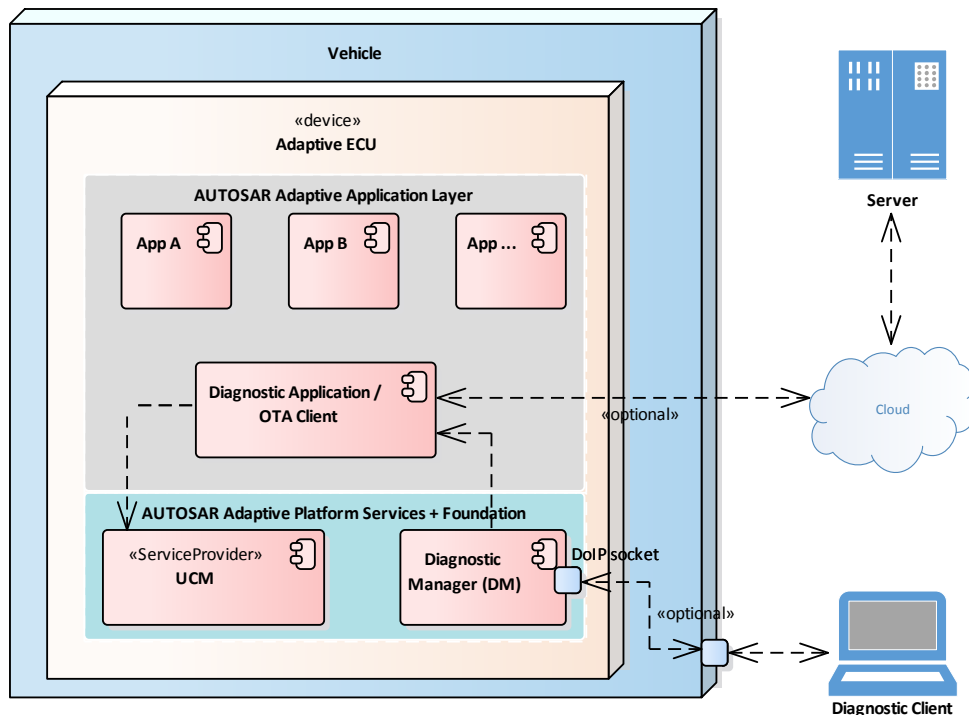 Vehicle
«device»
Adaptive ECU
AUTOSAR Adaptive Application Layer
App A
App B
App ...
Diagnostic Application /
OTA Client
AUTOSAR Adaptive Platform Services + Foundation
«ServiceProvider»
UCM
Diagnostic
Manager (DM)
DoIP socket
«optional»
«optional»
Server
Cloud
Diagnostic Client